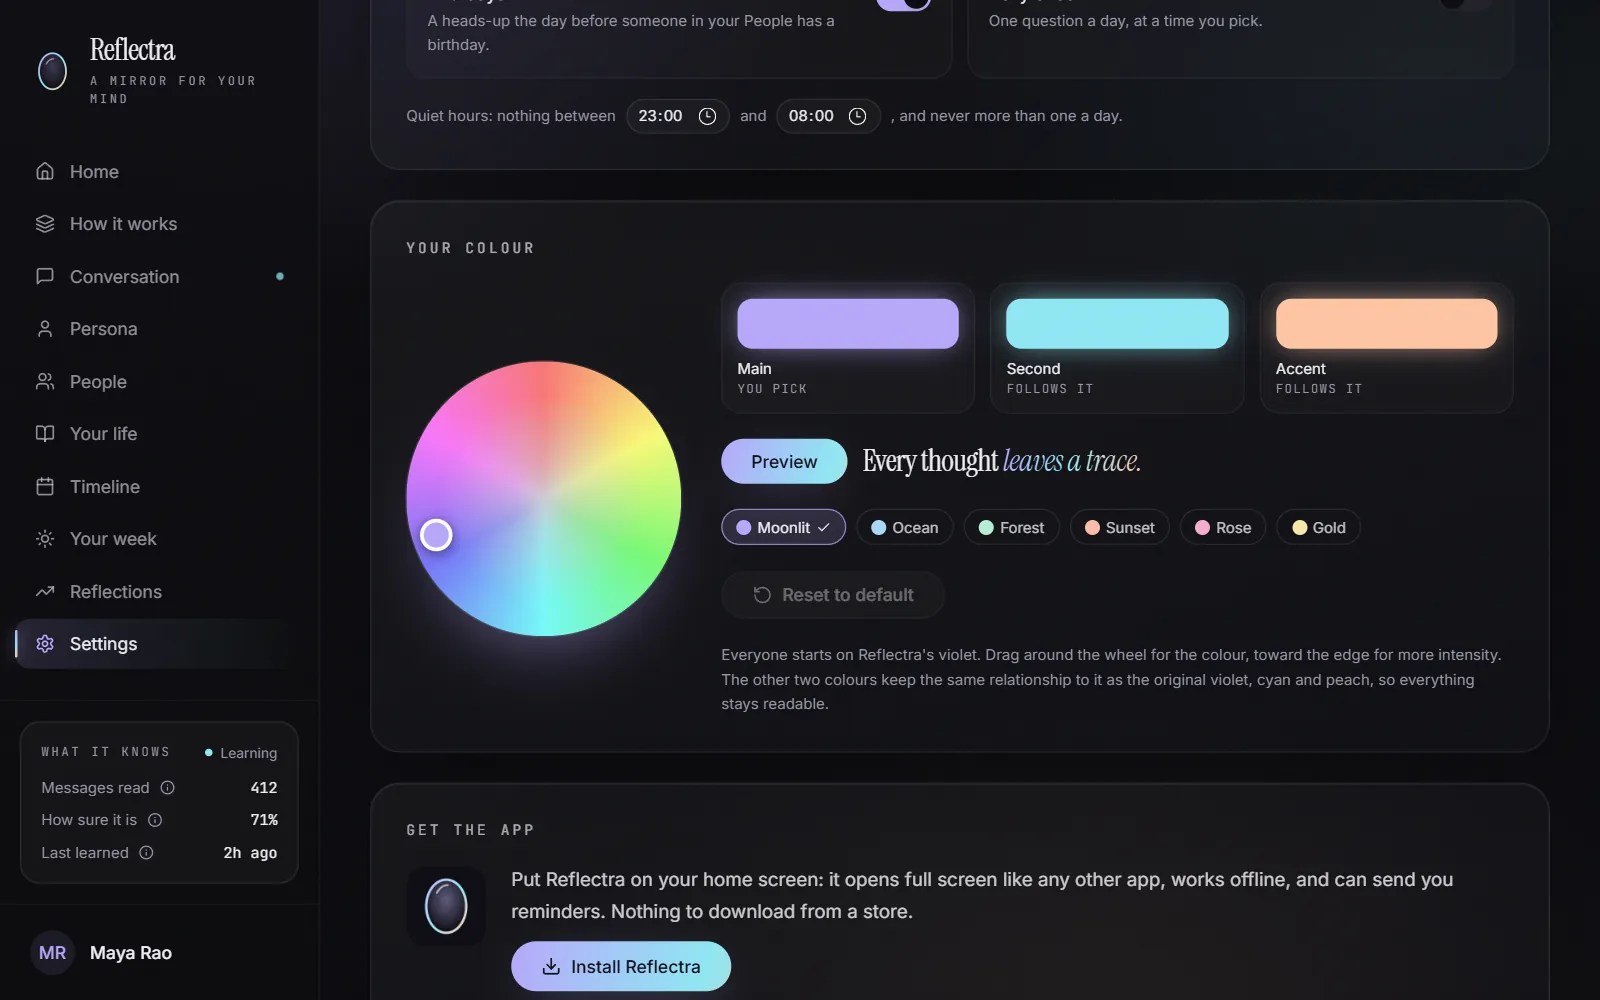 Reflectra
A MIRROR FOR YOUR
MIND
Home
How it works
Conversation
Persona
People
Your life
Timeline
Your week
Reflections
Settings
WHAT IT KNOWS
Learning
Messages read 412
How sure it is 71%
Last learned 2h ago
MR
Maya Rao
A heads-up the day before someone in your People has a
birthday.
One question a day, at a time you pick.
Quiet hours: nothing between 23:00 and 08:00 , and never more than one a day.
YOUR COLOUR
Main
YOU PICK
Second
FOLLOWS IT
Accent
FOLLOWS IT
Preview
Every thought leaves a trace.
Moonlit
Ocean
Forest
Sunset
Rose
Gold
Reset to default
Everyone starts on Reflectra's violet. Drag around the wheel for the colour, toward the edge for more intensity.
The other two colours keep the same relationship to it as the original violet, cyan and peach, so everything
stays readable.
GET THE APP
Put Reflectra on your home screen: it opens full screen like any other app, works offline, and can send you
reminders. Nothing to download from a store.
Install Reflectra